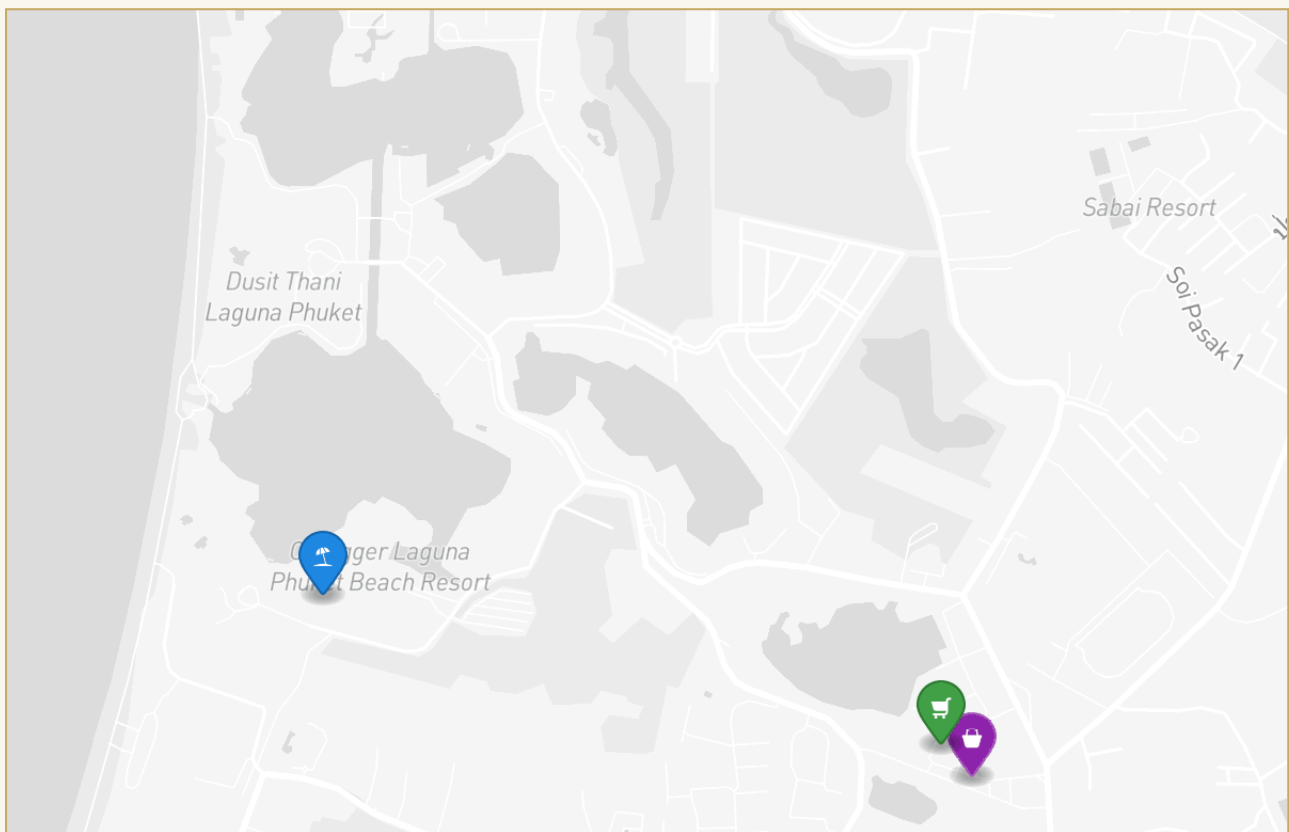 Sabai Resort
Dusit Thani
Laguna Phuket
Soi Pasak 1
Laguna
Beach Resort